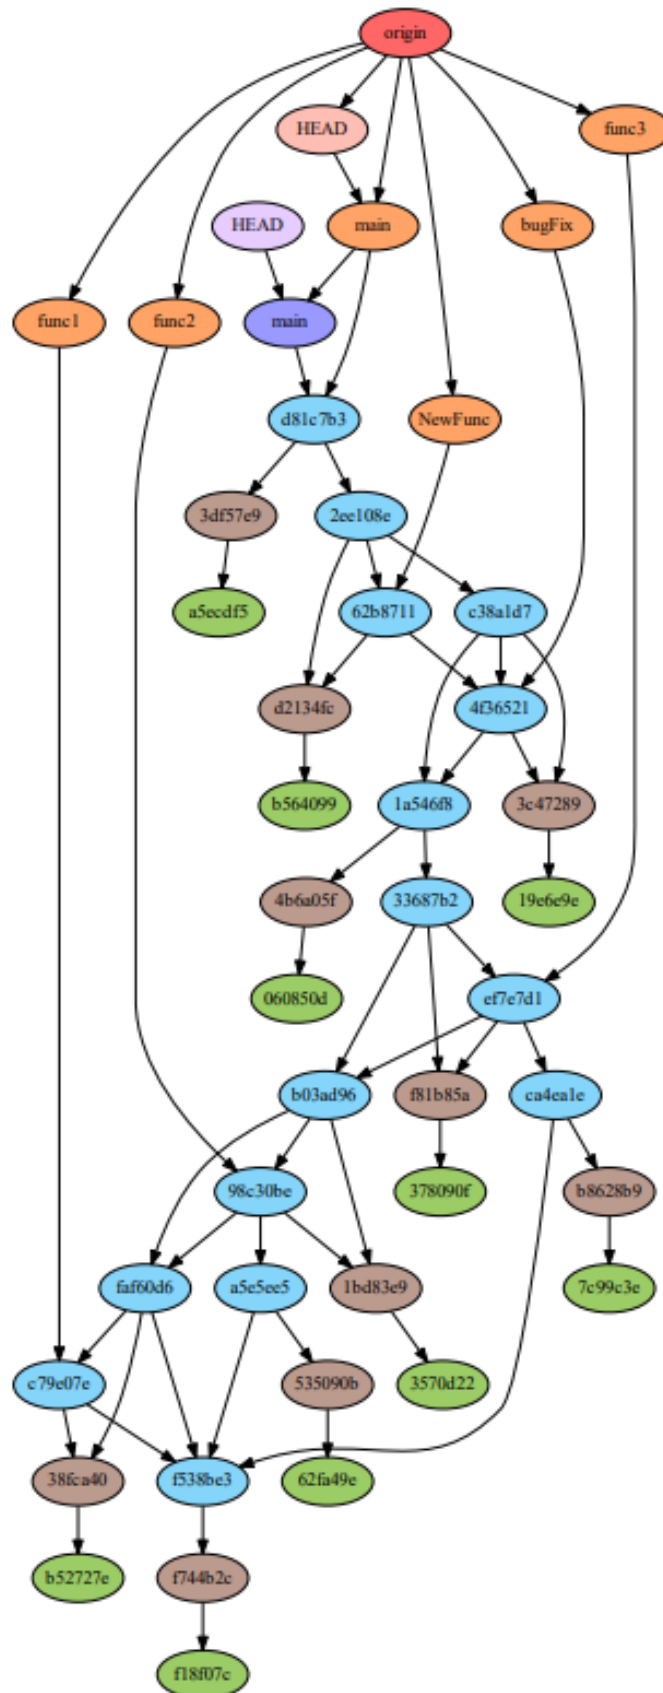 origin
HEAD
func3
HEAD
main
bugFix
func1
func2
main
d81c7b3
NewFunc
3df57e9
2ee108e
a5ecdf5
62b8711
c38a1d7
d2134fc
4f36521
b564099
1a546f8
3c47289
4b6a05f
33687b2
19e6e9e
060850d
ef7e7d1
b03ad96
f81b85a
ca4ea1e
98c30be
378090f
b8628b9
faf60d6
a5e5ee5
1bd83e9
7c99c3e
c79e07e
535090b
3570d22
38fca40
f538be3
62fa49e
b52727e
f744b2c
f18f07c